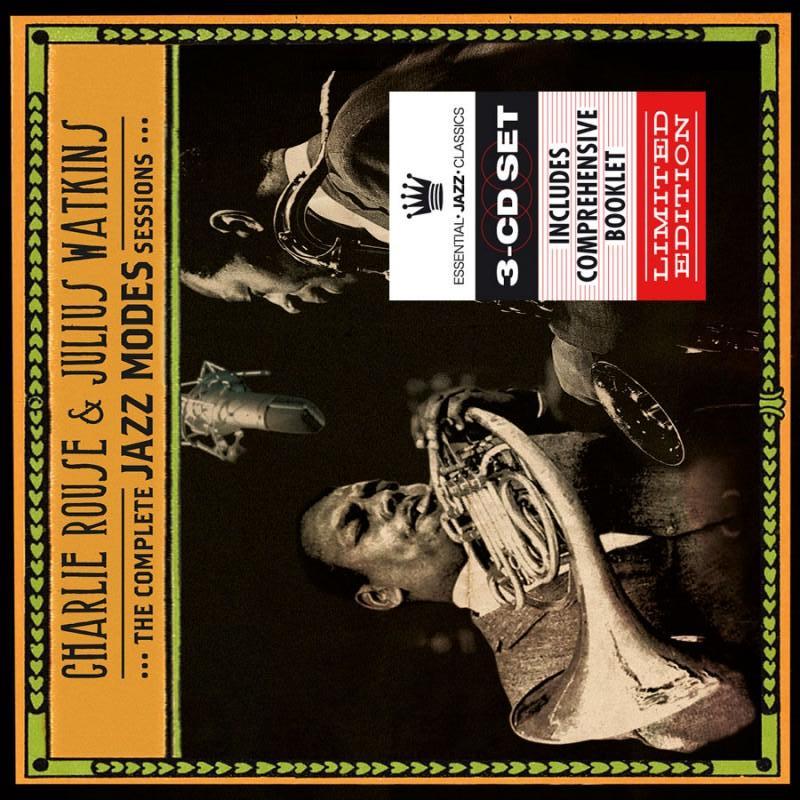 CHARLIE ROUSE & JULIUS WATKINS
... THE COMPLETE JAZZ MODES SESSIONS ...
ESSENTIAL·JAZZ·CLASSICS
3-CD SET
INCLUDES
COMPREHENSIVE
BOOKLET
LIMITED
EDITION